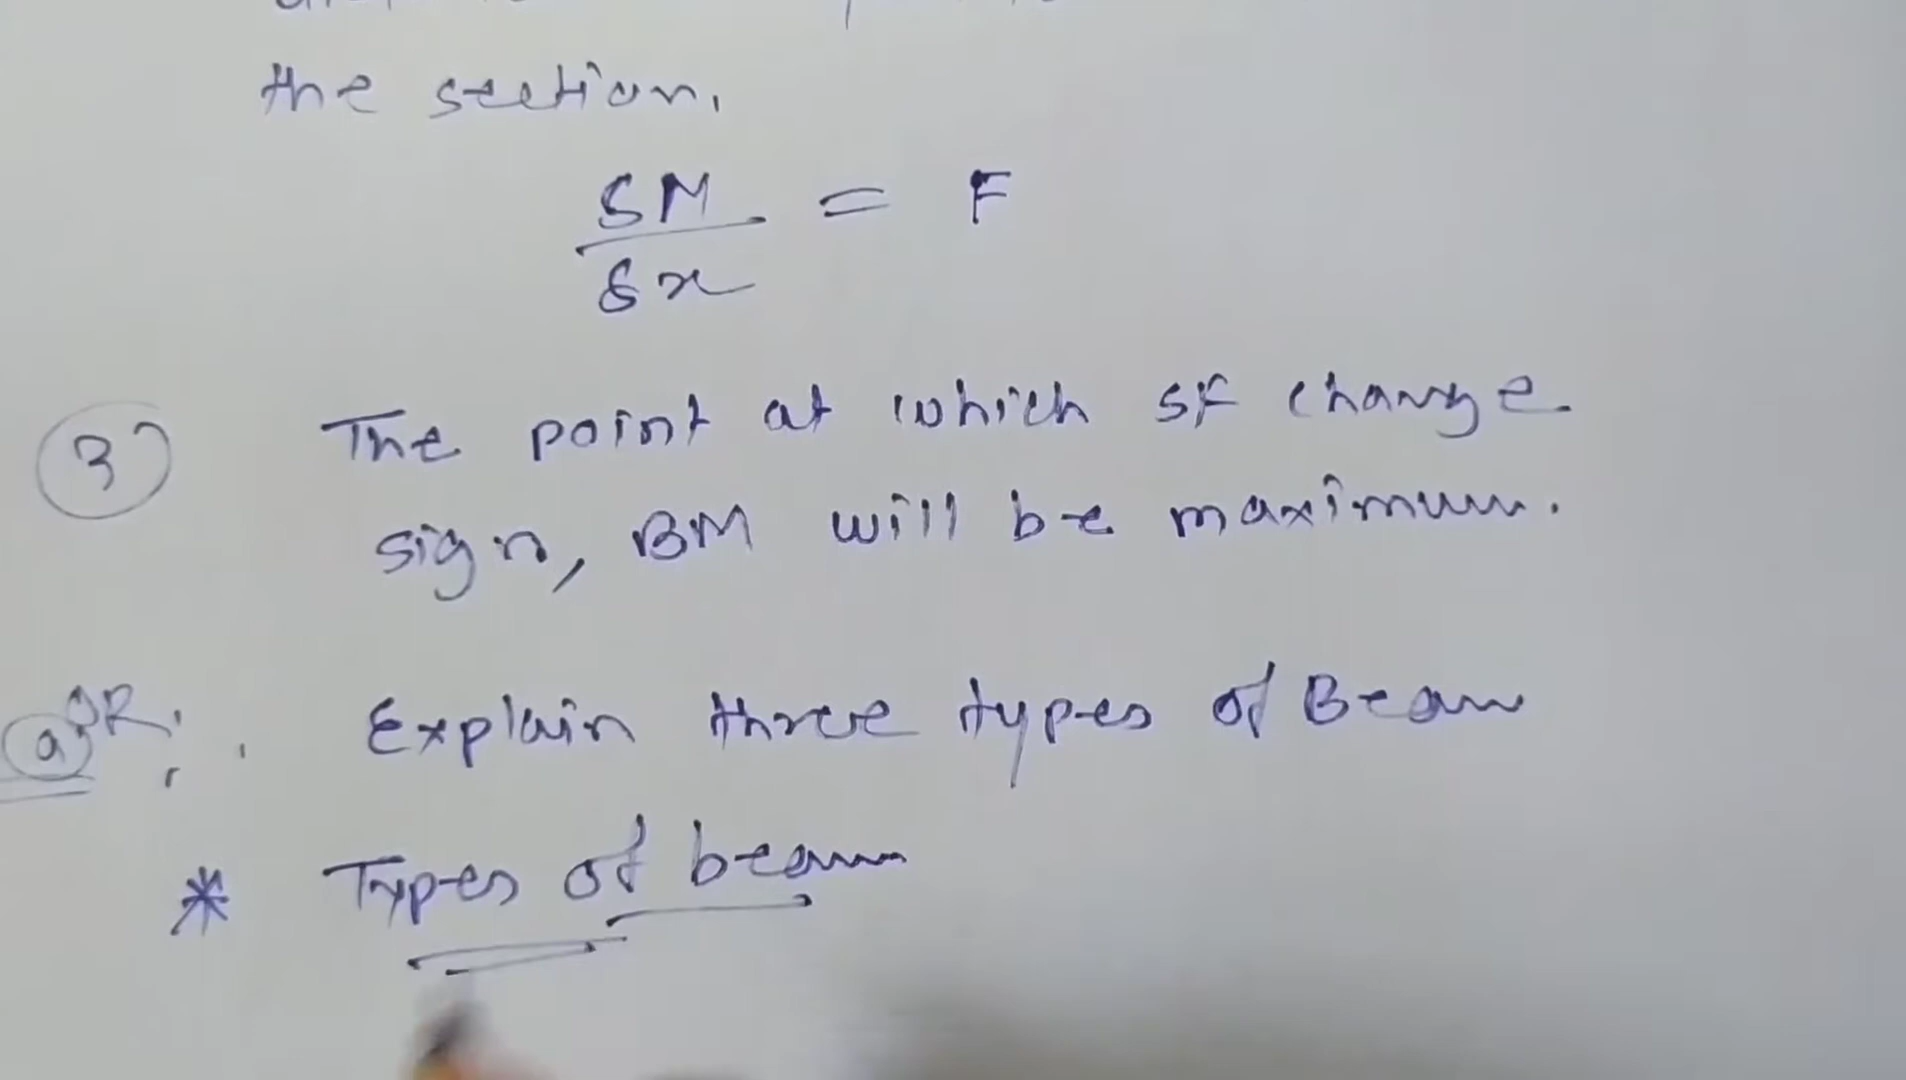 the section.
δM
δx
= F
3
The point at which SF change
sign, BM will be maximum.
OR
a
Explain three types of Beam
* Types of beam